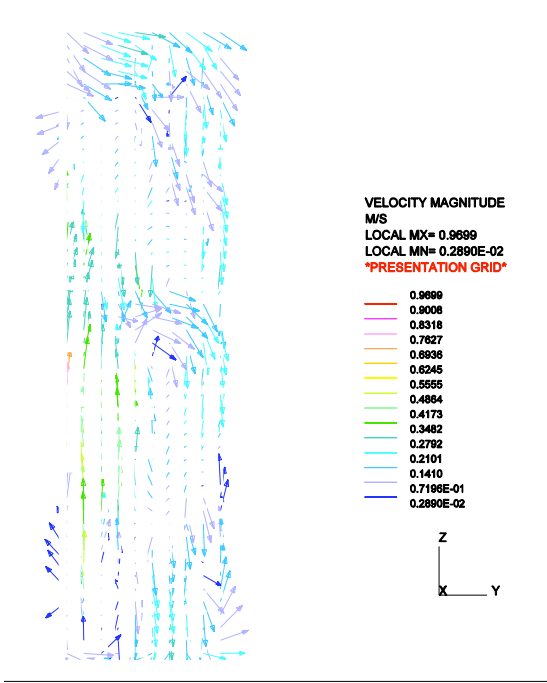 VELOCITY MAGNITUDE
M/S
LOCAL MX= 0.9699
LOCAL MN= 0.2890E-02
*PRESENTATION GRID*
0.9699
0.9008
0.8318
0.7627
0.6936
0.6245
0.5555
0.4864
0.4173
0.3482
0.2792
0.2101
0.1410
0.7196E-01
0.2890E-02
Z
X Y